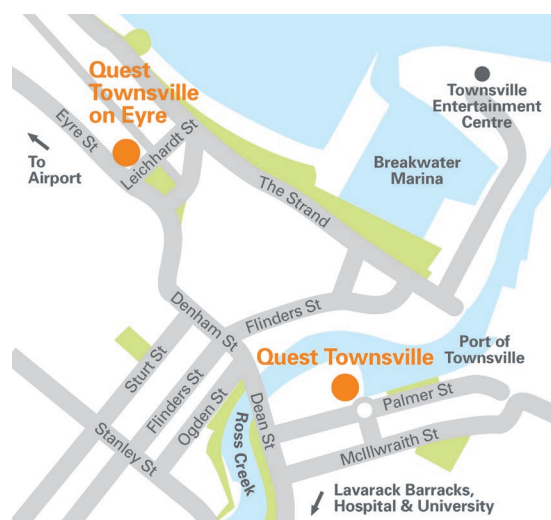 Quest
Townsville
on Eyre
Townsville
Entertainment
Centre
Eyre St
Leichhardt St
To
Airport
Breakwater
Marina
The Strand
Denham St
Flinders St
Port of
Townsville
Quest Townsville
Sturt St
Flinders St
Ogden St
Dean St
Palmer St
Stanley St
Ross Creek
McIllwraith St
Lavarack Barracks,
Hospital & University